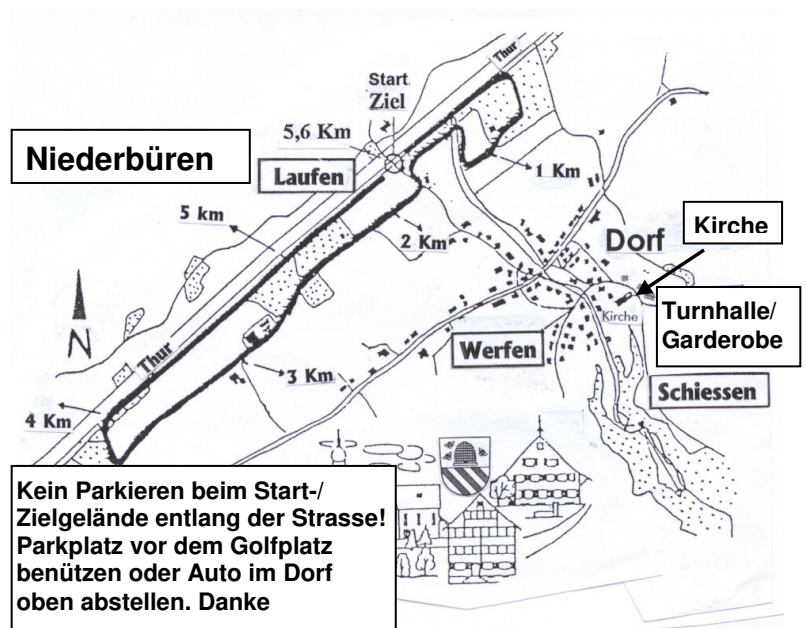 Thur
Start
Ziel
5,6 Km
Niederbüren
Laufen
1 Km
5 km
2 Km
Dorf
Kirche
N
Kirche
Turnhalle/
Garderobe
Thur
Werfen
3 Km
Schiessen
4 Km
Kein Parkieren beim Start-/
Zielgelände entlang der Strasse!
Parkplatz vor dem Golfplatz
benützen oder Auto im Dorf
oben abstellen. Danke